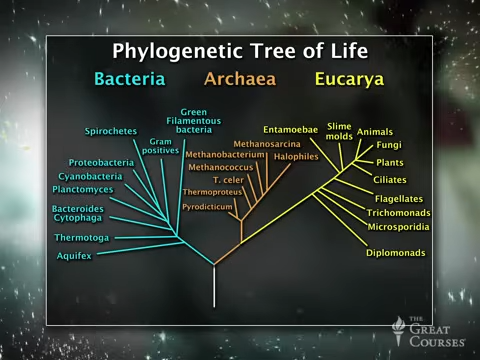 Phylogenetic Tree of Life
Bacteria
Archaea
Eucarya
Spirochetes
Green
Filamentous
bacteria
Gram
positives
Proteobacteria
Cyanobacteria
Planctomyces
Bacteroides
Cytophaga
Thermotoga
Aquifex
Methanosarcina
Methanobacterium
Halophiles
Methanococcus
T. celer
Thermoproteus
Pyrodicticum
Entamoebae
Slime
molds
Animals
Fungi
Plants
Ciliates
Flagellates
Trichomonads
Microsporidia
Diplomonads
THE
GREAT
COURSES